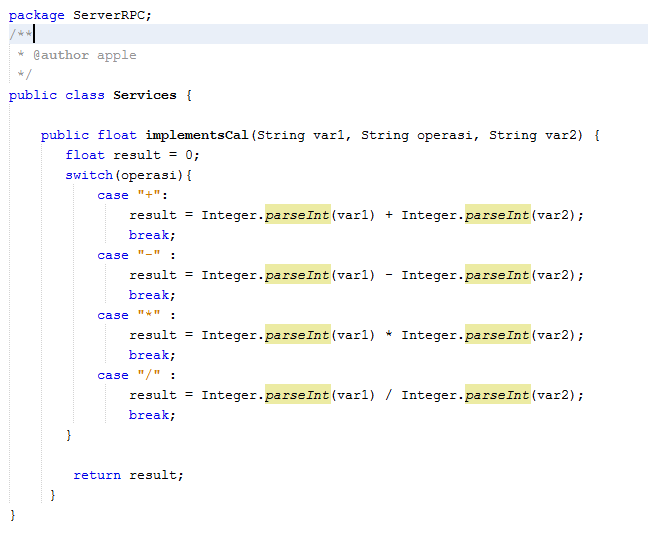 package ServerRPC;
/**
 * @author apple
 */
public class Services {

    public float implementsCal(String var1, String operasi, String var2) {
       float result = 0;
       switch(operasi){
           case "+":
               result = Integer.parseInt(var1) + Integer.parseInt(var2);
               break;
           case "-" :
               result = Integer.parseInt(var1) - Integer.parseInt(var2);
               break;
           case "*" :
               result = Integer.parseInt(var1) * Integer.parseInt(var2);
               break;
           case "/" :
               result = Integer.parseInt(var1) / Integer.parseInt(var2);
               break;
       }

        return result;
     }
}